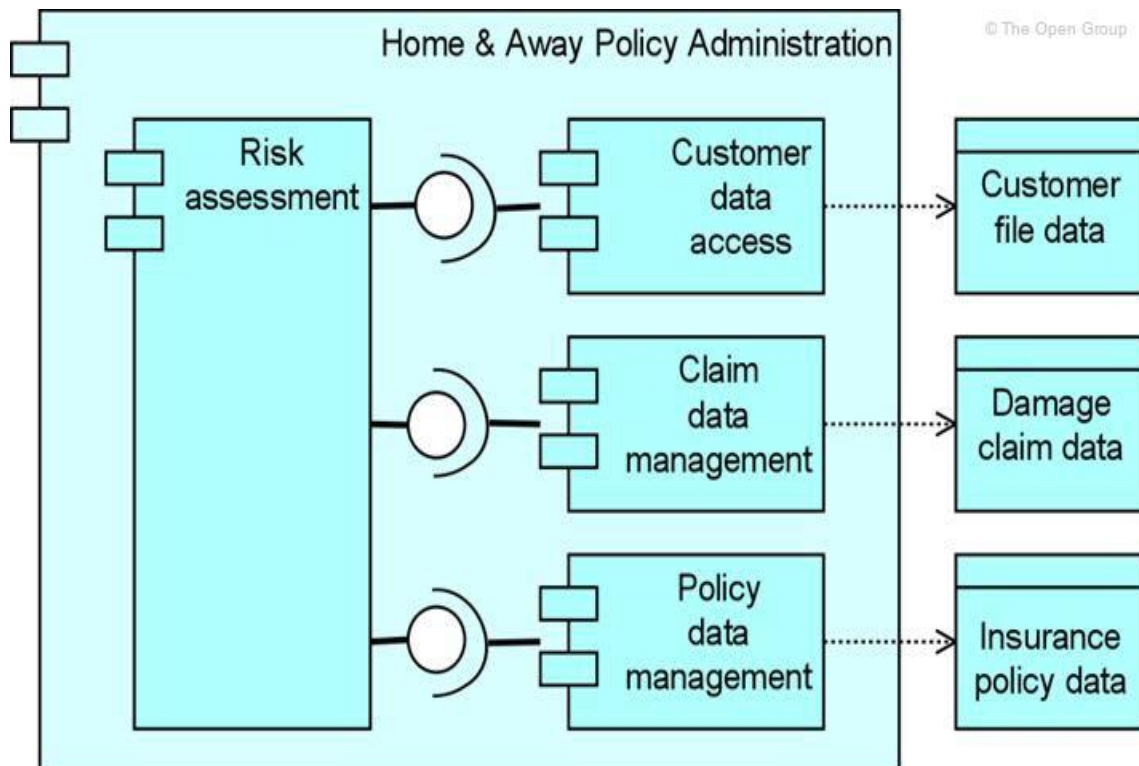 © The Open Group
Home & Away Policy Administration
Risk
assessment
Customer
data
access
Customer
file data
Claim
data
management
Damage
claim data
Policy
data
management
Insurance
policy data